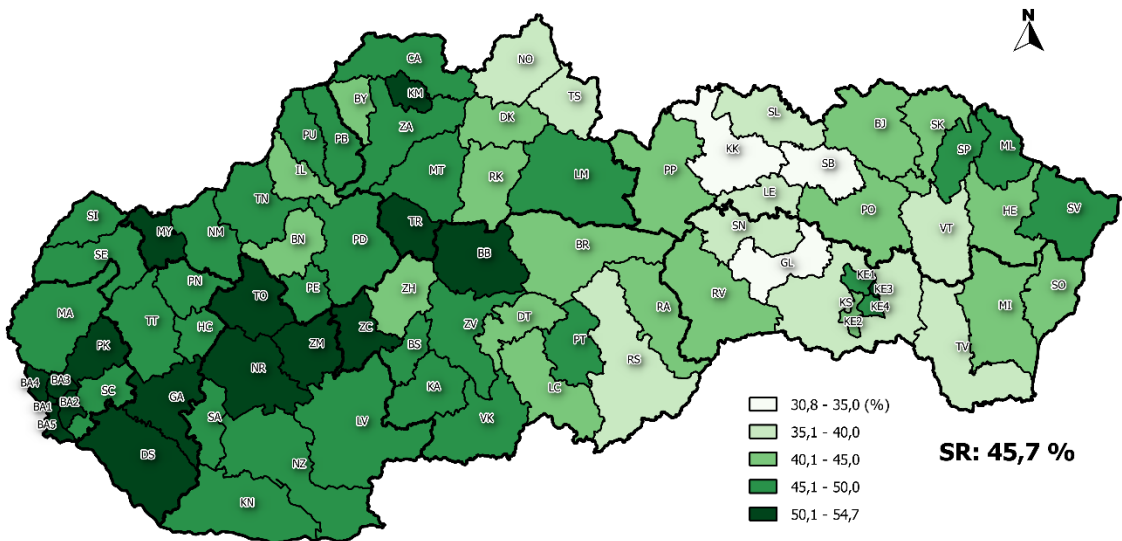 N
CA
NO
KM
BY
TS
DK
SL
BJ
SK
PU
PB
ZA
KK
SP
ML
SB
IL
MT
RK
LM
PP
LE
TN
PO
HE
SV
SI
MY
NM
TR
SN
VT
BN
PD
BB
BR
SE
GL
PN
PE
ZH
KE1
TO
RV
RA
SO
KE3
MA
TT
HC
ZC
ZV
DT
KS
KE4
MI
KE2
PK
ZM
BS
PT
RS
TV
NR
BA4
BA3
SC
GA
KA
LC
BA1
BA2
SA
LV
VK
BA5
DS
NZ
KN
30,8 - 35,0 (%)
35,1 - 40,0
40,1 - 45,0
45,1 - 50,0
50,1 - 54,7
SR: 45,7 %